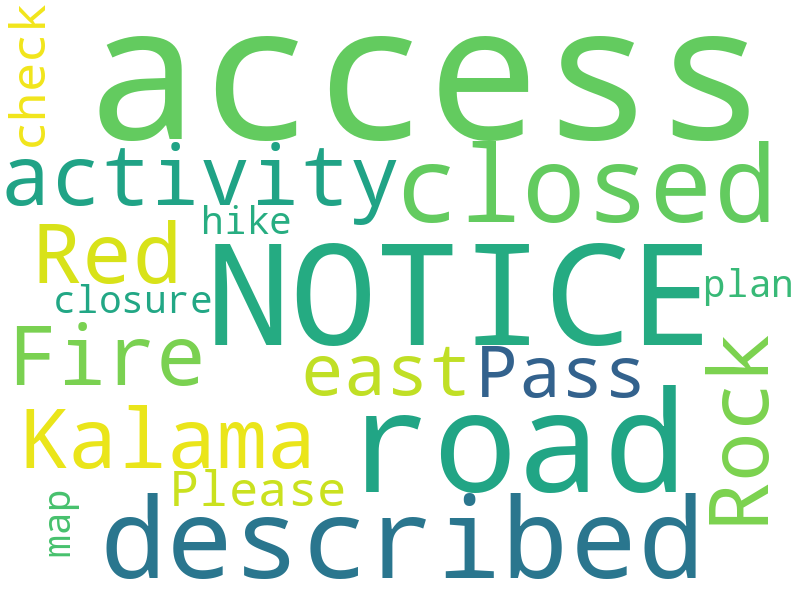 check
access
activity
closed
hike
Red
NOTICE
plan
closure
Fire
east
Pass
Rock
Kalama
road
Please
map
described